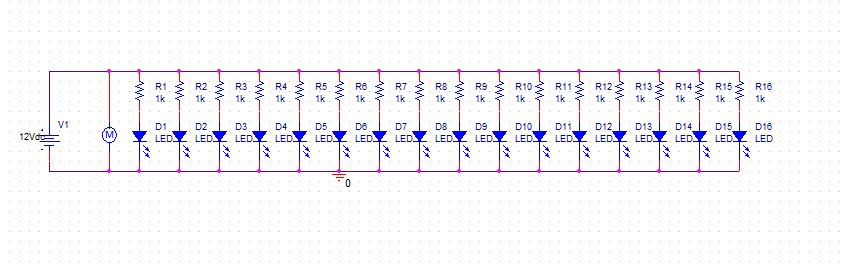 R1 R2 R3 R4 R5 R6 R7 R8 R9 R10 R11 R12 R13 R14 R15 R16
1k 1k 1k 1k 1k 1k 1k 1k 1k 1k 1k 1k 1k 1k 1k 1k
V1 D1 D2 D3 D4 D5 D6 D7 D8 D9 D10 D11 D12 D13 D14 D15 D16
12Vdc M LED LED LED LED LED LED LED LED LED LED LED LED LED LED LED LED
0